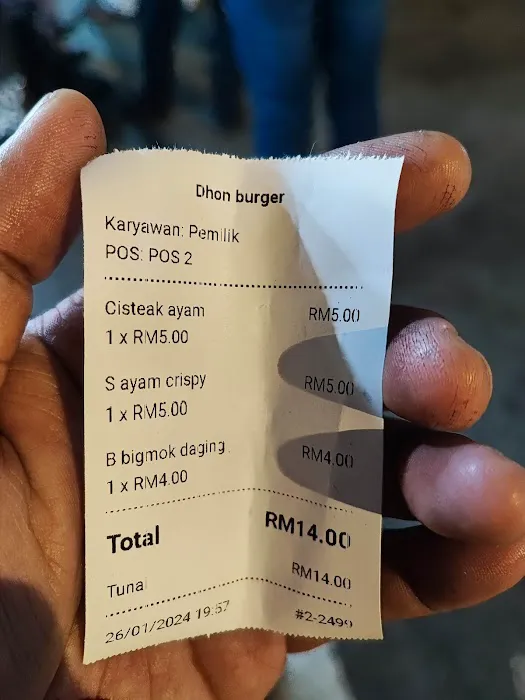 Dhon burger
Karyawan: Pemilik
POS: POS 2
Cisteak ayam RM5.00
1 x RM5.00
S ayam crispy RM5.00
1 x RM5.00
B bigmok daging RM4.00
1 x RM4.00
Total RM14.00
Tunai RM14.00
26/01/2024 19:57 #2-2499